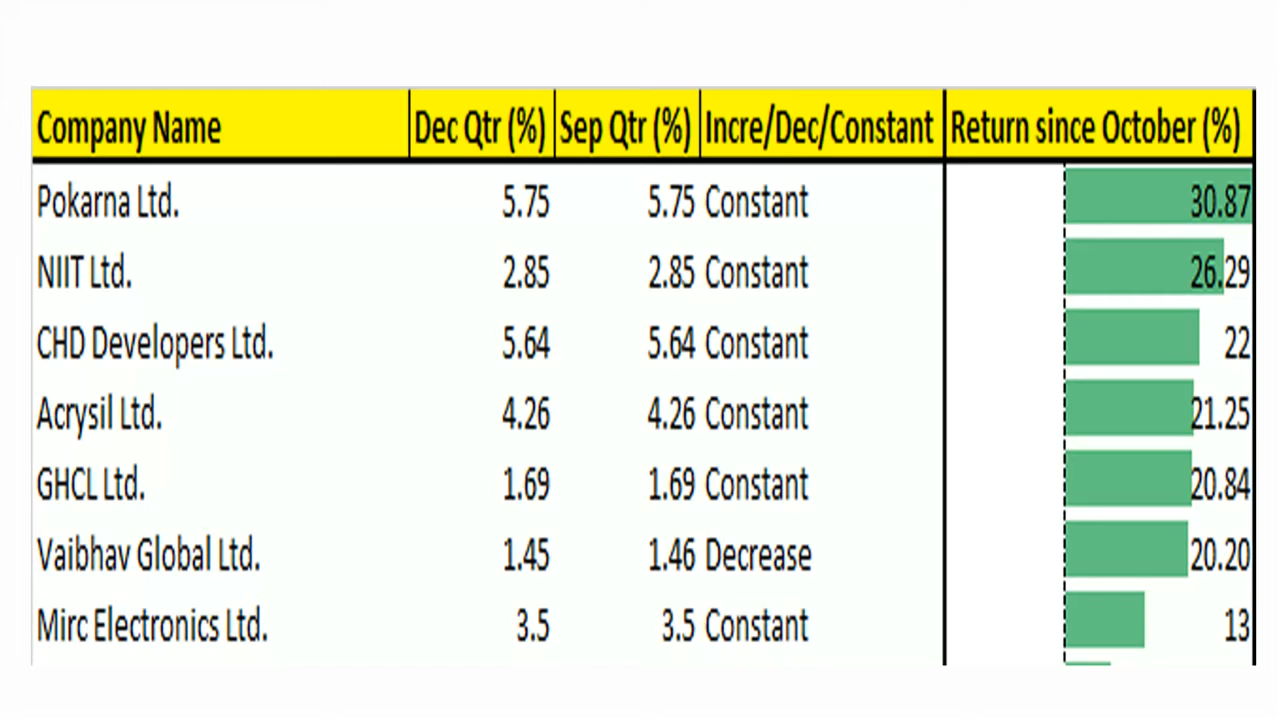 Company Name Dec Qtr (%) Sep Qtr (%) Incre/Dec/Constant Return since October (%)
Pokarna Ltd. 5.75 5.75 Constant 30.87
NIIT Ltd. 2.85 2.85 Constant 26.29
CHD Developers Ltd. 5.64 5.64 Constant 22
Acrysil Ltd. 4.26 4.26 Constant 21.25
GHCL Ltd. 1.69 1.69 Constant 20.84
Vaibhav Global Ltd. 1.45 1.46 Decrease 20.20
Mirc Electronics Ltd. 3.5 3.5 Constant 13